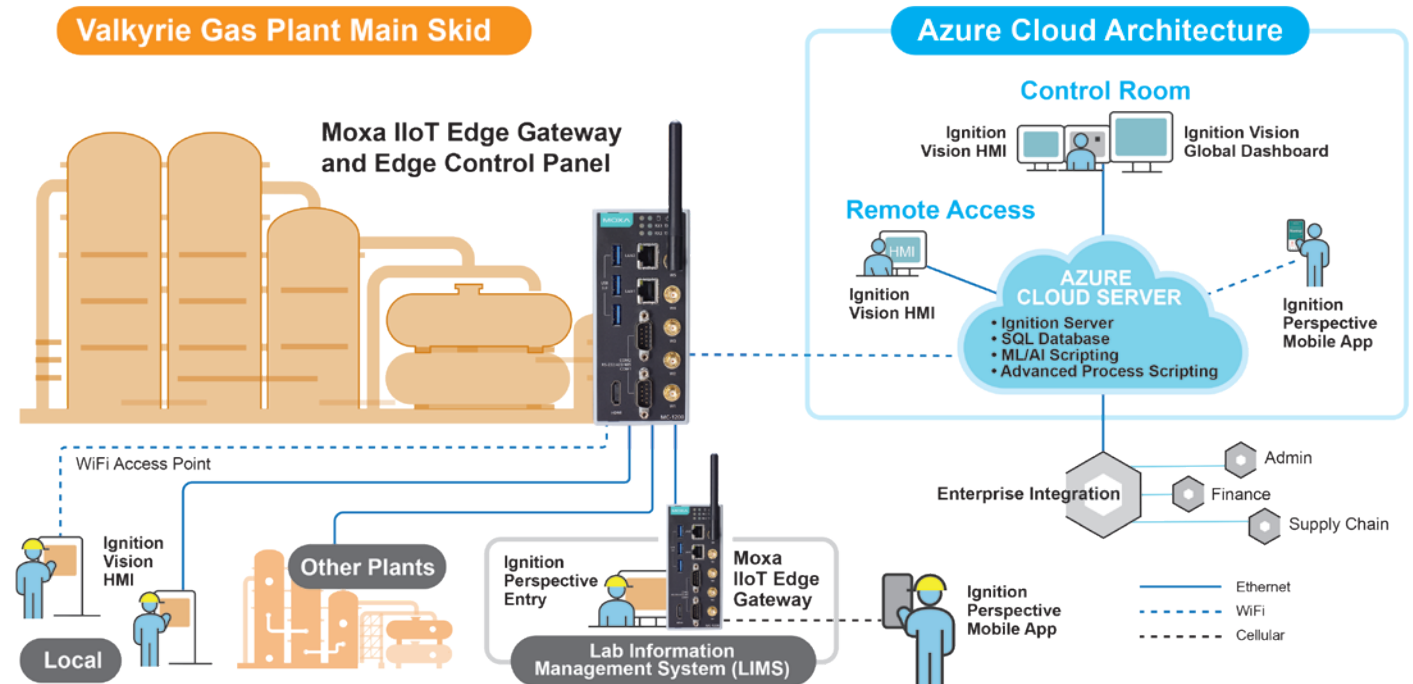 Valkyrie Gas Plant Main Skid
Azure Cloud Architecture
Moxa IIoT Edge Gateway
and Edge Control Panel
MOXA
HDMI
MC-1200
Control Room
Ignition
Vision HMI
Ignition Vision
Global Dashboard
Remote Access
HMI
Ignition
Vision HMI
AZURE
CLOUD SERVER
• Ignition Server
• SQL Database
• ML/AI Scripting
• Advanced Process Scripting
Ignition
Perspective
Mobile App
WiFi Access Point
Ignition
Vision
HMI
Local
Other Plants
Ignition
Perspective
Entry
MOXA
Moxa
IIoT Edge
Gateway
Lab Information
Management System (LIMS)
Ignition
Perspective
Mobile App
Enterprise Integration
Admin
Finance
Supply Chain
Ethernet
WiFi
Cellular